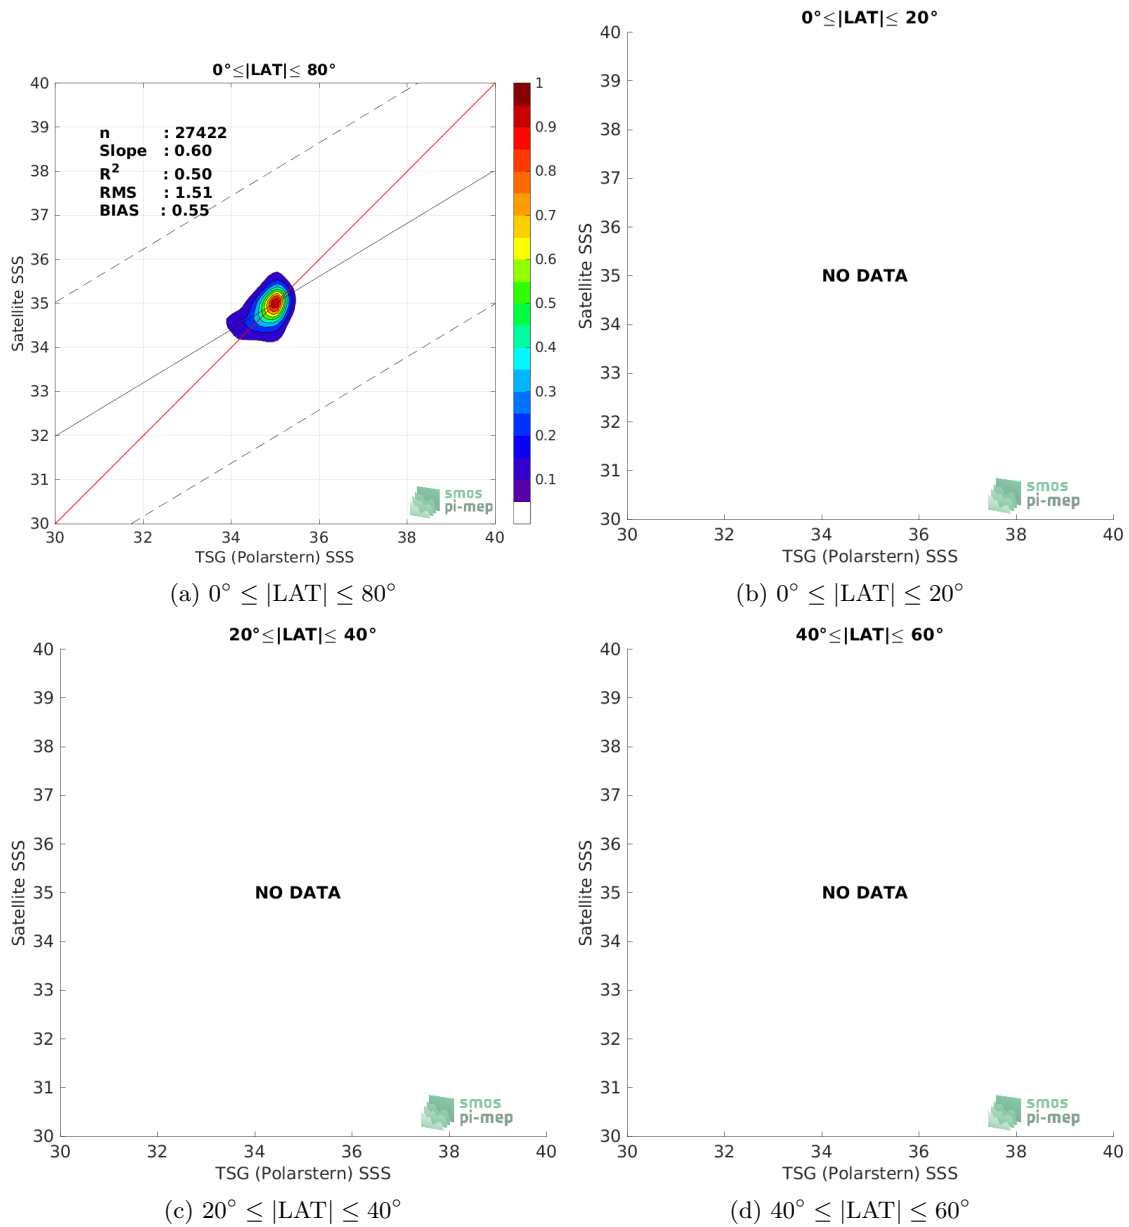 0°≤|LAT|≤ 80°
40
39
38
37
36
35
34
33
32
31
30
n : 27422
Slope : 0.60
R² : 0.50
RMS : 1.51
BIAS : 0.55
1
0.9
0.8
0.7
0.6
0.5
0.4
0.3
0.2
0.1
Satellite SSS
smos
pi-mep
30 32 34 36 38 40
TSG (Polarstern) SSS
(a) 0° ≤ |LAT| ≤ 80°
0°≤|LAT|≤ 20°
40
39
38
37
36
35
34
33
32
31
30
Satellite SSS
NO DATA
smos
pi-mep
30 32 34 36 38 40
TSG (Polarstern) SSS
(b) 0° ≤ |LAT| ≤ 20°
20°≤|LAT|≤ 40°
40
39
38
37
36
35
34
33
32
31
30
Satellite SSS
NO DATA
smos
pi-mep
30 32 34 36 38 40
TSG (Polarstern) SSS
(c) 20° ≤ |LAT| ≤ 40°
40°≤|LAT|≤ 60°
40
39
38
37
36
35
34
33
32
31
30
Satellite SSS
NO DATA
smos
pi-mep
30 32 34 36 38 40
TSG (Polarstern) SSS
(d) 40° ≤ |LAT| ≤ 60°